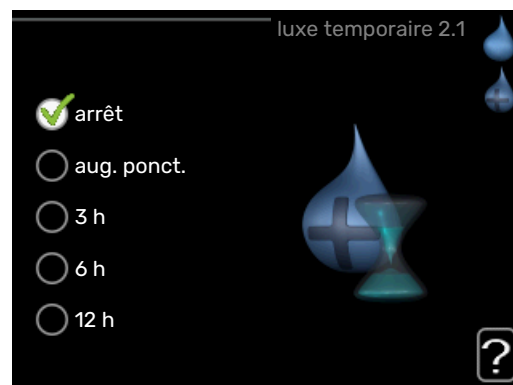 luxe temporaire 2.1
arrêt
aug. ponct.
3 h
6 h
12 h
?